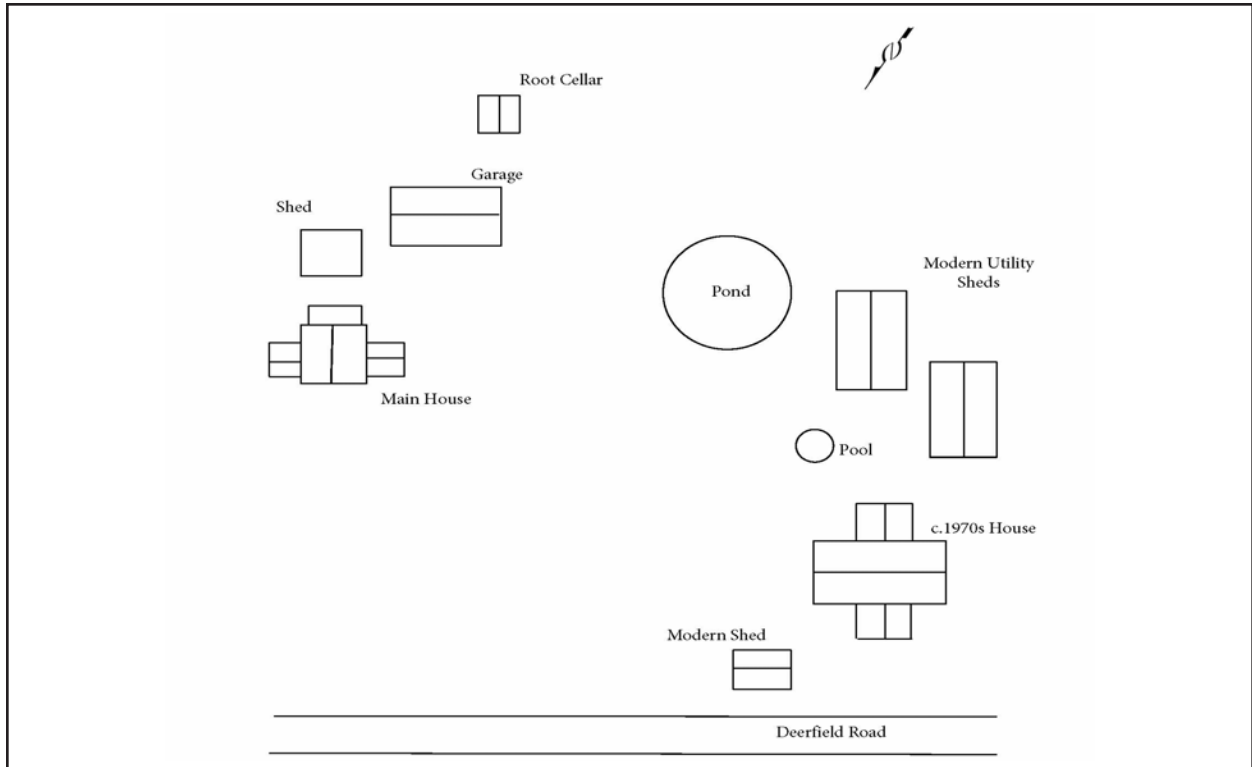 Root Cellar
Garage
Shed
Modern Utility
Sheds
Pond
Main House
Pool
c.1970s House
Modern Shed
Deerfield Road